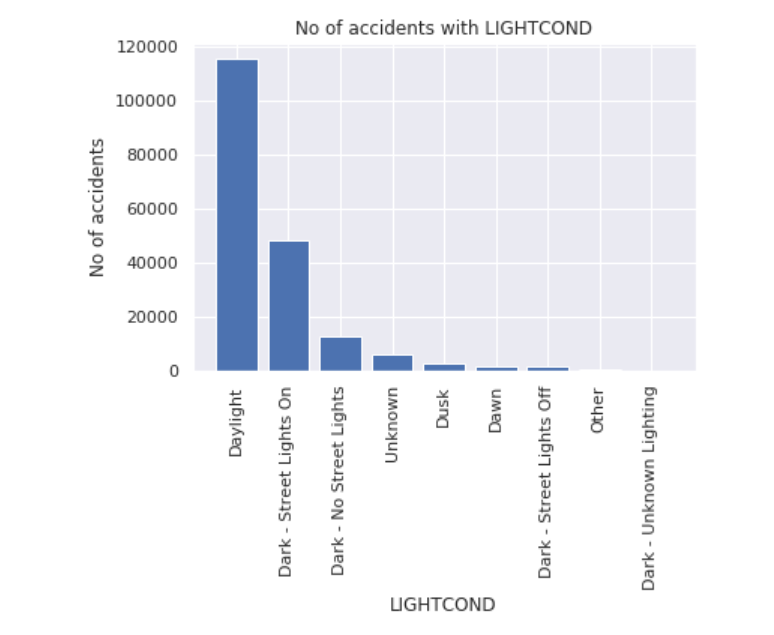 No of accidents with LIGHTCOND
120000
100000
80000
60000
40000
20000
0
No of accidents
Daylight
Dark - Street Lights On
Dark - No Street Lights
Unknown
Dusk
Dawn
Dark - Street Lights Off
Other
Dark - Unknown Lighting
LIGHTCOND